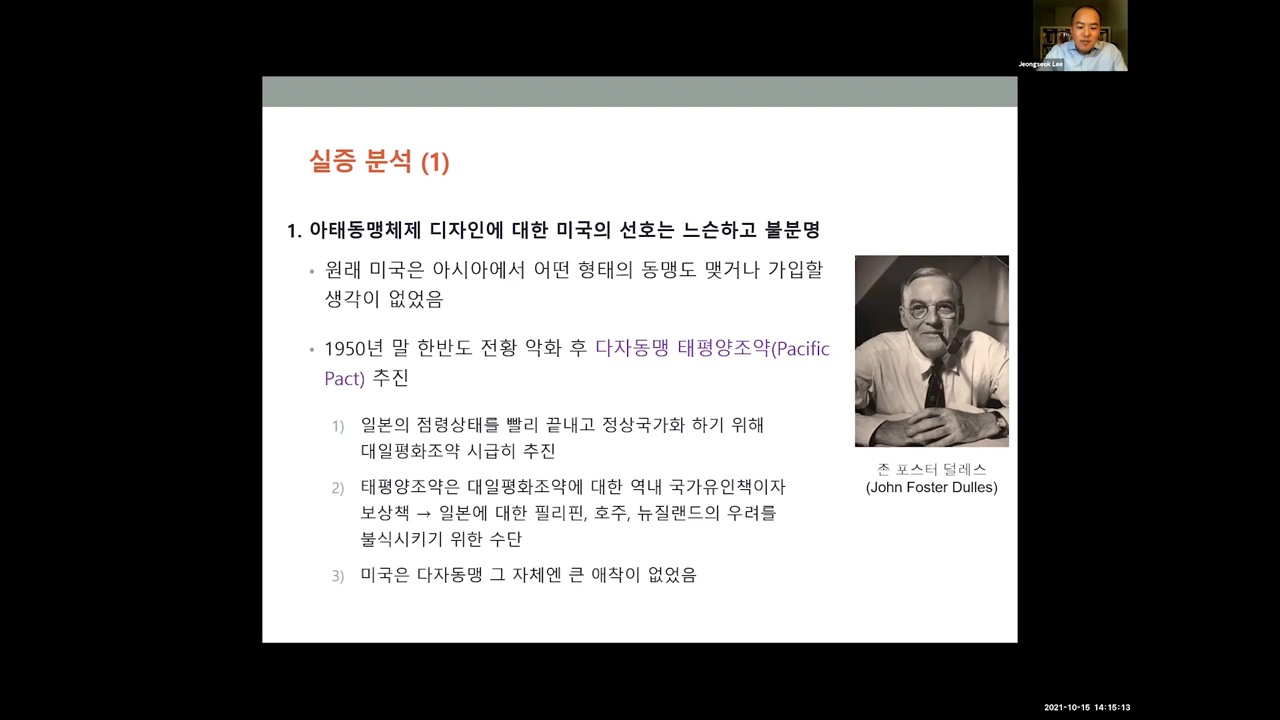 Jeongseok Lee
실증 분석 (1)
1. 아태동맹체제 디자인에 대한 미국의 선호는 느슨하고 불분명
• 원래 미국은 아시아에서 어떤 형태의 동맹도 맺거나 가입할
생각이 없었음
• 1950년 말 한반도 전황 악화 후 다자동맹 태평양조약(Pacific
Pact) 추진
1) 일본의 점령상태를 빨리 끝내고 정상국가화 하기 위해
대일평화조약 시급히 추진
2) 태평양조약은 대일평화조약에 대한 역내 국가유인책이자
보상책 → 일본에 대한 필리핀, 호주, 뉴질랜드의 우려를
불식시키기 위한 수단
3) 미국은 다자동맹 그 자체엔 큰 애착이 없었음
존 포스터 덜레스
(John Foster Dulles)
2021-10-15 14:15:13